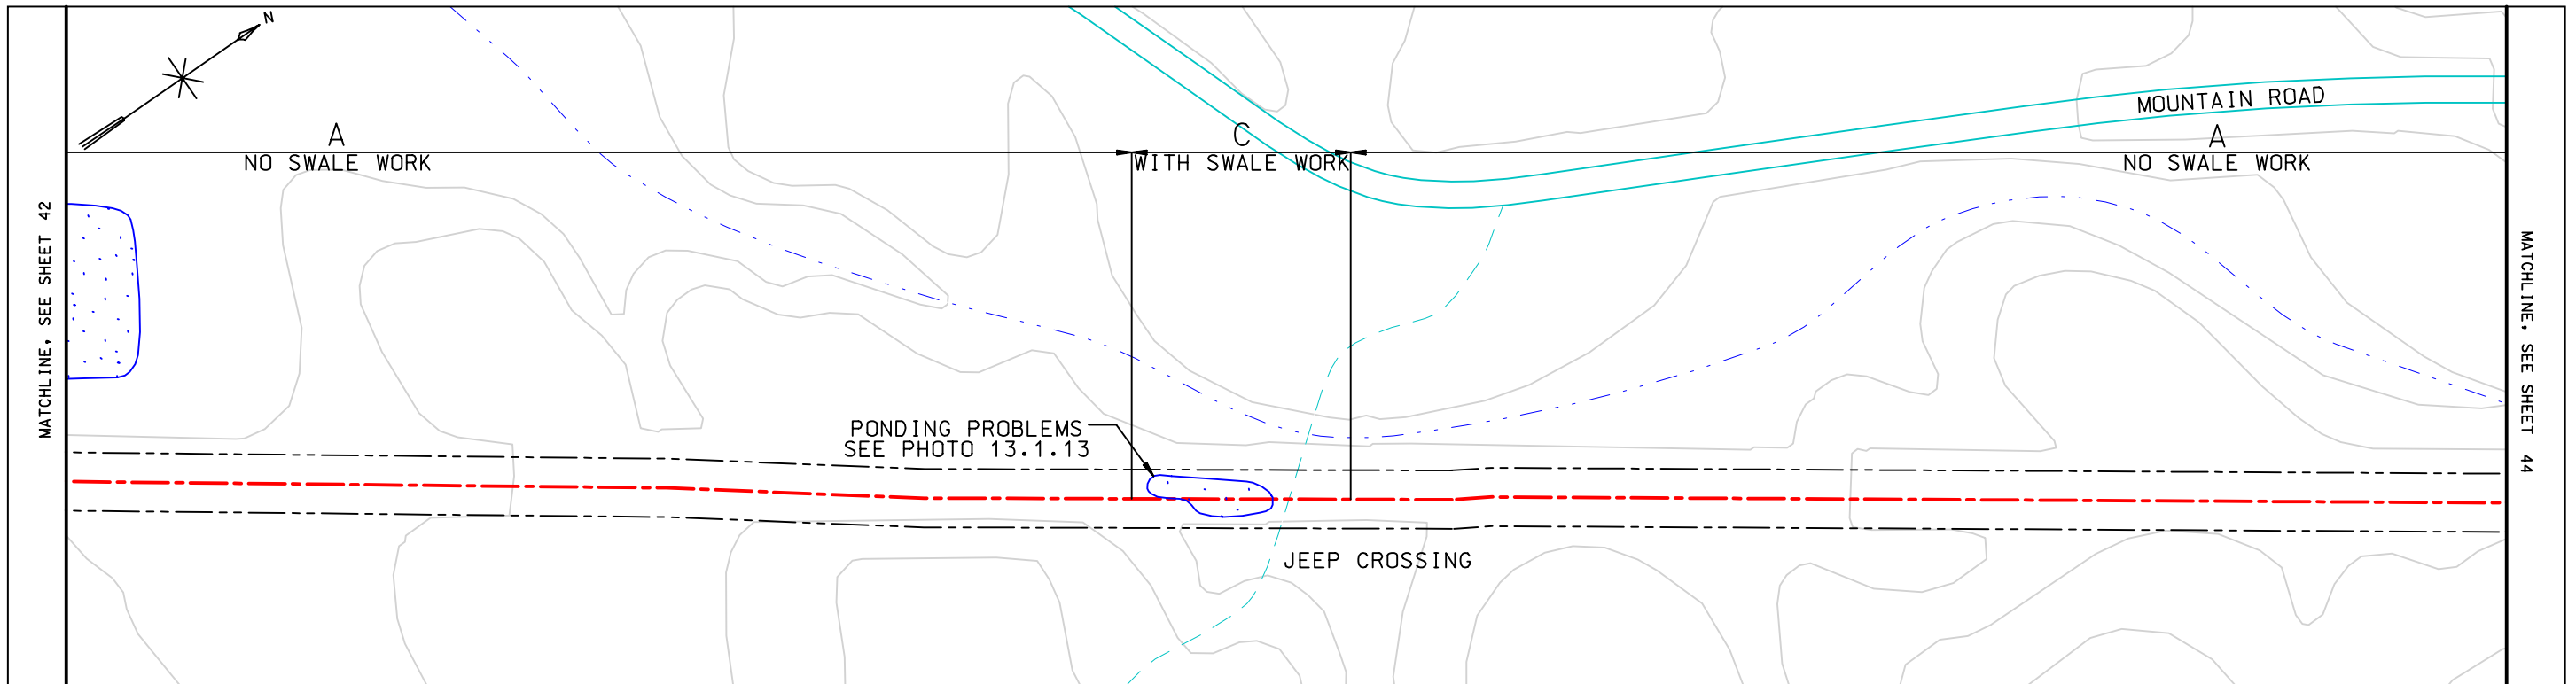 N
A
NO SWALE WORK
C
WITH SWALE WORK
MOUNTAIN ROAD
A
NO SWALE WORK
MATCHLINE, SEE SHEET 42
MATCHLINE, SEE SHEET 44
PONDING PROBLEMS
SEE PHOTO 13.1.13
JEEP CROSSING